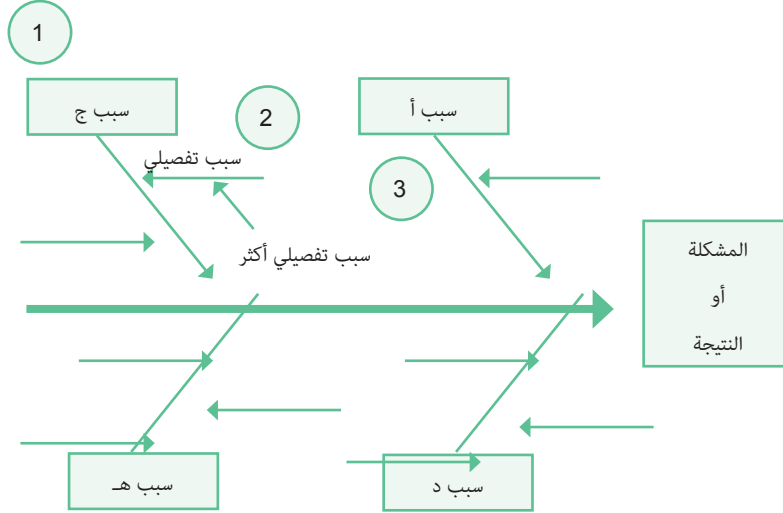 1
سبب أ
سبب ج
2
سبب تفصيلي
3
سبب تفصيلي أكثر
المشكلة
أو
النتيجة
سبب د
سبب هـ